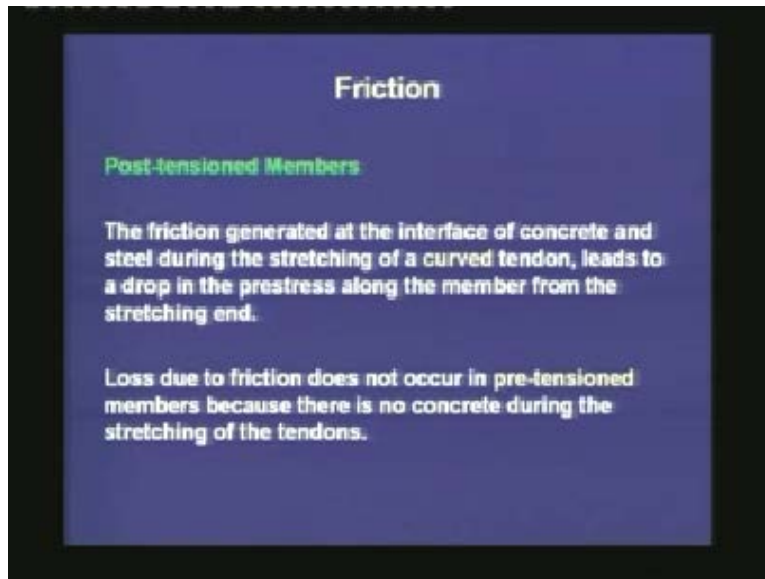 Friction
Post-tensioned Members
The friction generated at the interface of concrete and
steel during the stretching of a curved tendon, leads to
a drop in the prestress along the member from the
stretching end.
Loss due to friction does not occur in pre-tensioned
members because there is no concrete during the
stretching of the tendons.